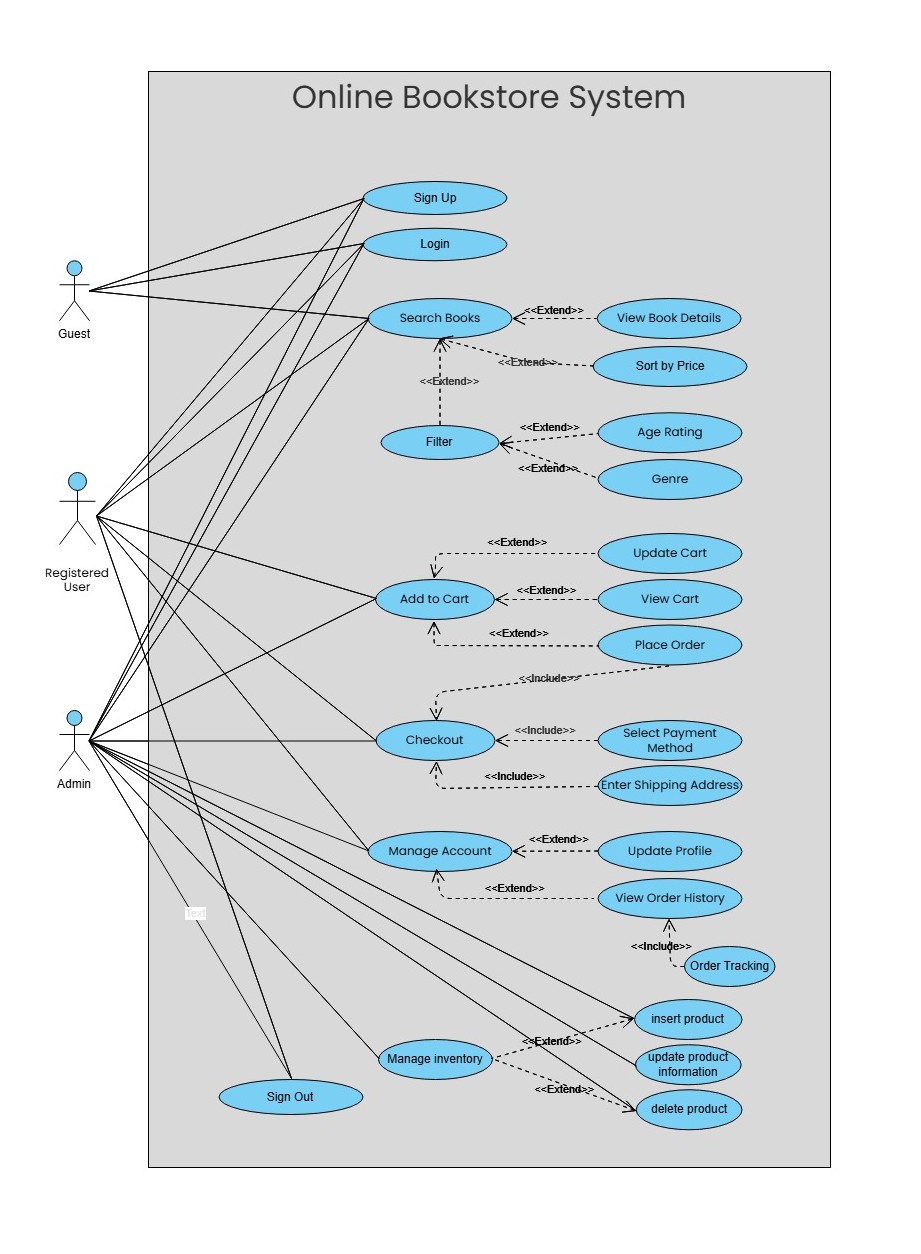 Online Bookstore System
Sign Up
Login
Guest
Search Books
<<Extend>>
View Book Details
<<Extend>>
Sort by Price
<<Extend>>
Filter
<<Extend>>
Age Rating
<<Extend>>
Genre
Registered
User
<<Extend>>
Update Cart
Add to Cart
<<Extend>>
View Cart
<<Extend>>
Place Order
<<Include>>
Admin
Checkout
<<Include>>
Select Payment
Method
<<Include>>
Enter Shipping Address
Manage Account
<<Extend>>
Update Profile
<<Extend>>
View Order History
Text
<<Include>>
Order Tracking
insert product
<<Extend>>
Manage inventory
update product
information
<<Extend>>
Sign Out
delete product